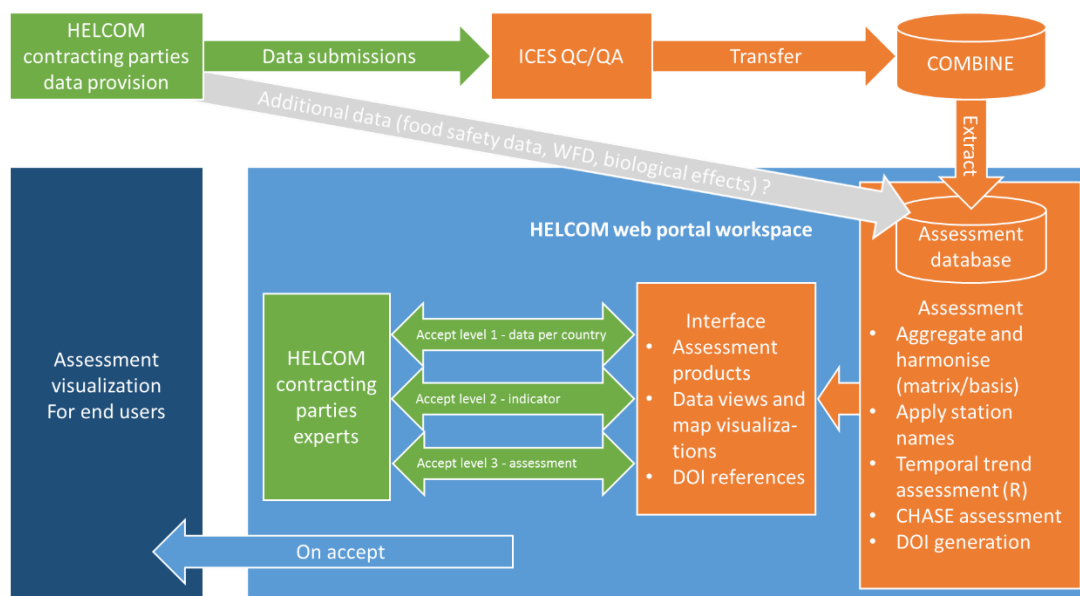 HELCOM
contracting parties
data provision
Data submissions
ICES QC/QA
Transfer
COMBINE
Additional data (food safety data, WFD, biological effects) ?
Extract
HELCOM web portal workspace
Assessment
database
Assessment
visualization
For end users
HELCOM
contracting
parties
experts
Accept level 1 - data per country
Accept level 2 - indicator
Accept level 3 - assessment
Interface
• Assessment
products
• Data views and
map visualiza-
tions
• DOI references
Assessment
• Aggregate and
harmonise
(matrix/basis)
• Apply station
names
• Temporal trend
assessment (R)
• CHASE assessment
• DOI generation
On accept